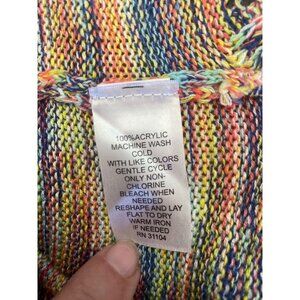 100%ACRYLIC
MACHINE WASH
COLD
WITH LIKE COLORS
GENTLE CYCLE
ONLY NON-
CHLORINE
BLEACH WHEN
NEEDED
RESHAPE AND LAY
FLAT TO DRY
WARM IRON
IF NEEDED
RN 31104